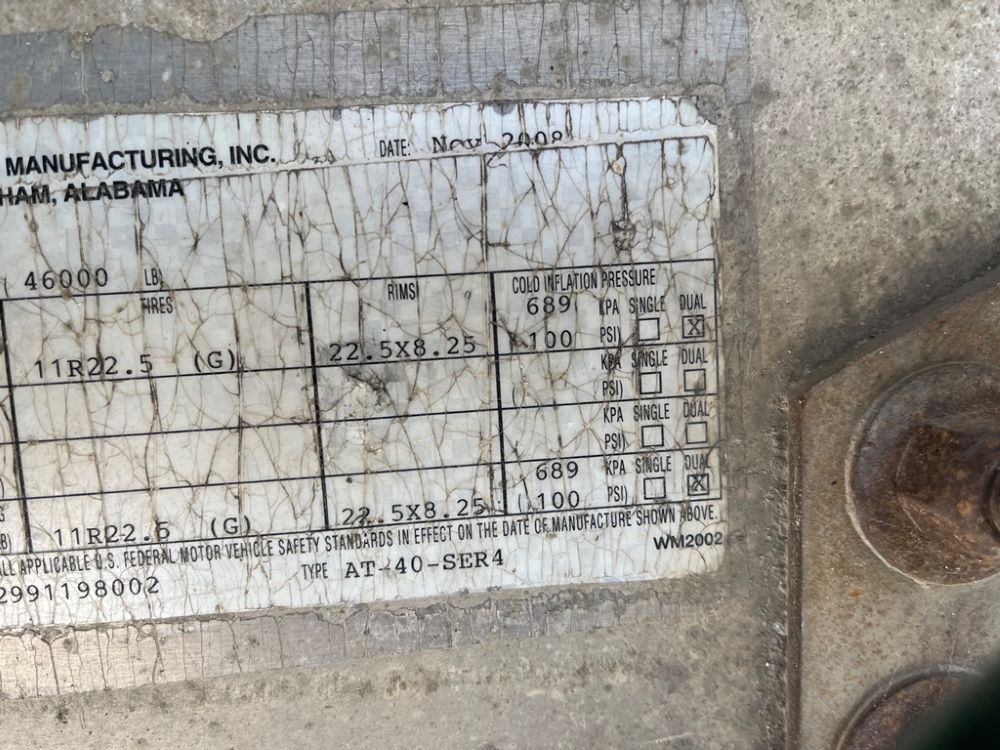 MANUFACTURING, INC. DATE: Nov 2008
HAM, ALABAMA
( 46000 LB)
TIRES RIMS COLD INFLATION PRESSURE
689 KPA SINGLE DUAL
11R22.5 (G) 22.5X8.25 ( 100 PSI) X
KPA SINGLE DUAL
( PSI)
KPA SINGLE DUAL
PSI)
689 KPA SINGLE DUAL
11R22.5 (G) 22.5X8.25 ( 100 PSI) X
ALL APPLICABLE U.S. FEDERAL MOTOR VEHICLE SAFETY STANDARDS IN EFFECT ON THE DATE OF MANUFACTURE SHOWN ABOVE.
2991198002 TYPE AT-40-SER4 WM2002